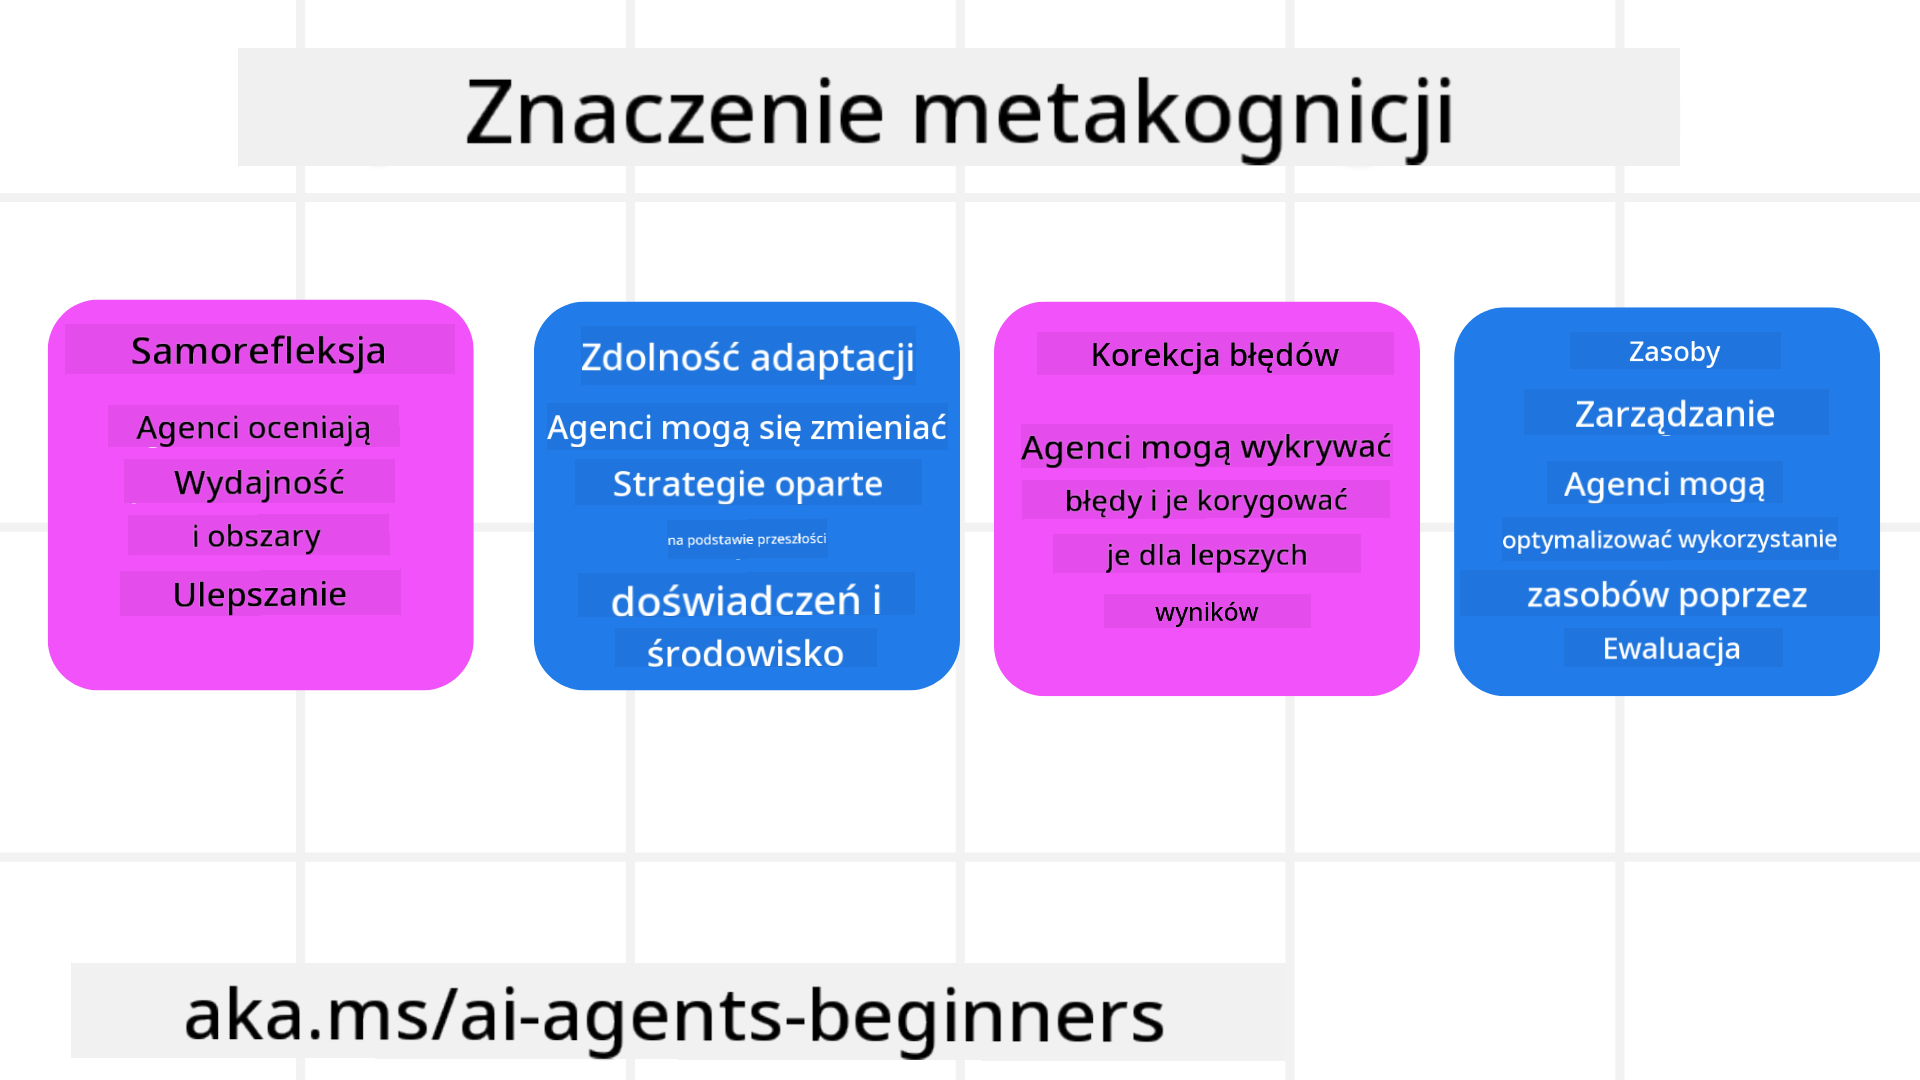 Znaczenie metakognicji
Samorefleksja
Agenci oceniają
Wydajność
i obszary
Ulepszanie
Zdolność adaptacji
Agenci mogą się zmieniać
Strategie oparte
na podstawie przeszłości
doświadczeń i
środowisko
Korekcja błędów
Agenci mogą wykrywać
błędy i je korygować
je dla lepszych
wyników
Zasoby
Zarządzanie
Agenci mogą
optymalizować wykorzystanie
zasobów poprzez
Ewaluacja
aka.ms/ai-agents-beginners